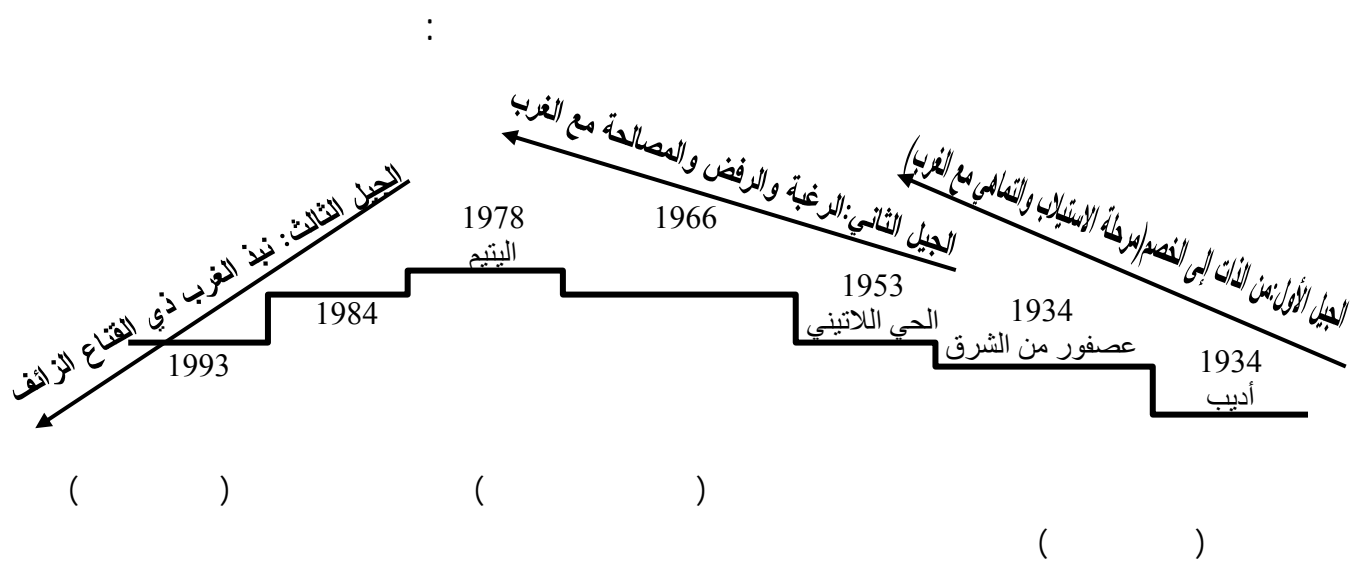 :
الجيل الأول:من الذات إلى الخصم(مرحلة الاستيلاب والتماهي مع الغرب)
الجيل الثاني:الرغبة والرفض والمصالحة مع الغرب
الجيل الثالث: نبذ الغرب ذي القناع الزائف
1934
أديب
1934
عصفور من الشرق
1953
الحي اللاتيني
1966
1978
اليتيم
1984
1993
( )
( )
( )